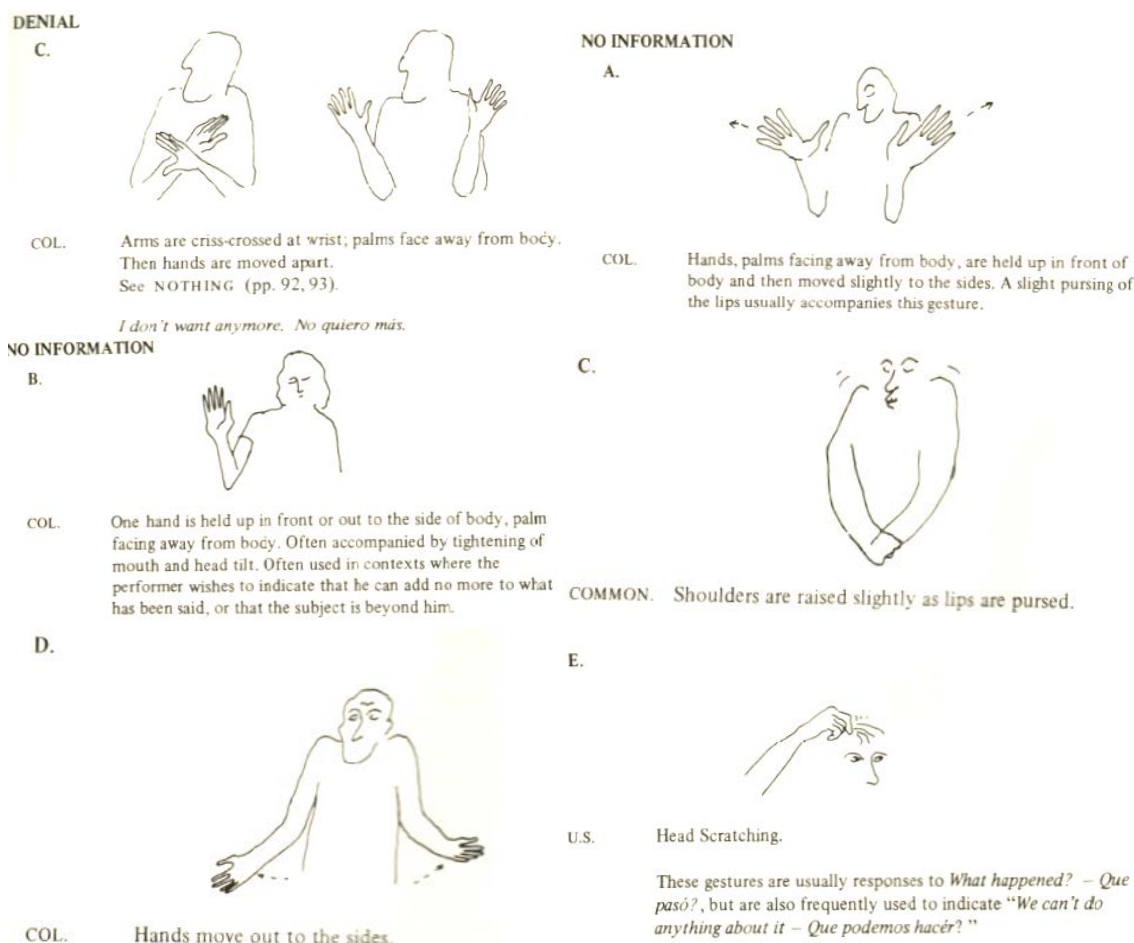 DENIAL
C.
COL. Arms are criss-crossed at wrist; palms face away from body.
Then hands are moved apart.
See NOTHING (pp. 92, 93).
I don't want anymore. No quiero más.
NO INFORMATION
A.
COL. Hands, palms facing away from body, are held up in front of
body and then moved slightly to the sides. A slight pursing of
the lips usually accompanies this gesture.
NO INFORMATION
B.
COL. One hand is held up in front or out to the side of body, palm
facing away from body. Often accompanied by tightening of
mouth and head tilt. Often used in contexts where the
performer wishes to indicate that he can add no more to what
has been said, or that the subject is beyond him.
C.
COMMON. Shoulders are raised slightly as lips are pursed.
D.
COL. Hands move out to the sides.
E.
U.S. Head Scratching.
These gestures are usually responses to What happened? – Que
pasó?, but are also frequently used to indicate “We can't do
anything about it – Que podemos hacér?”